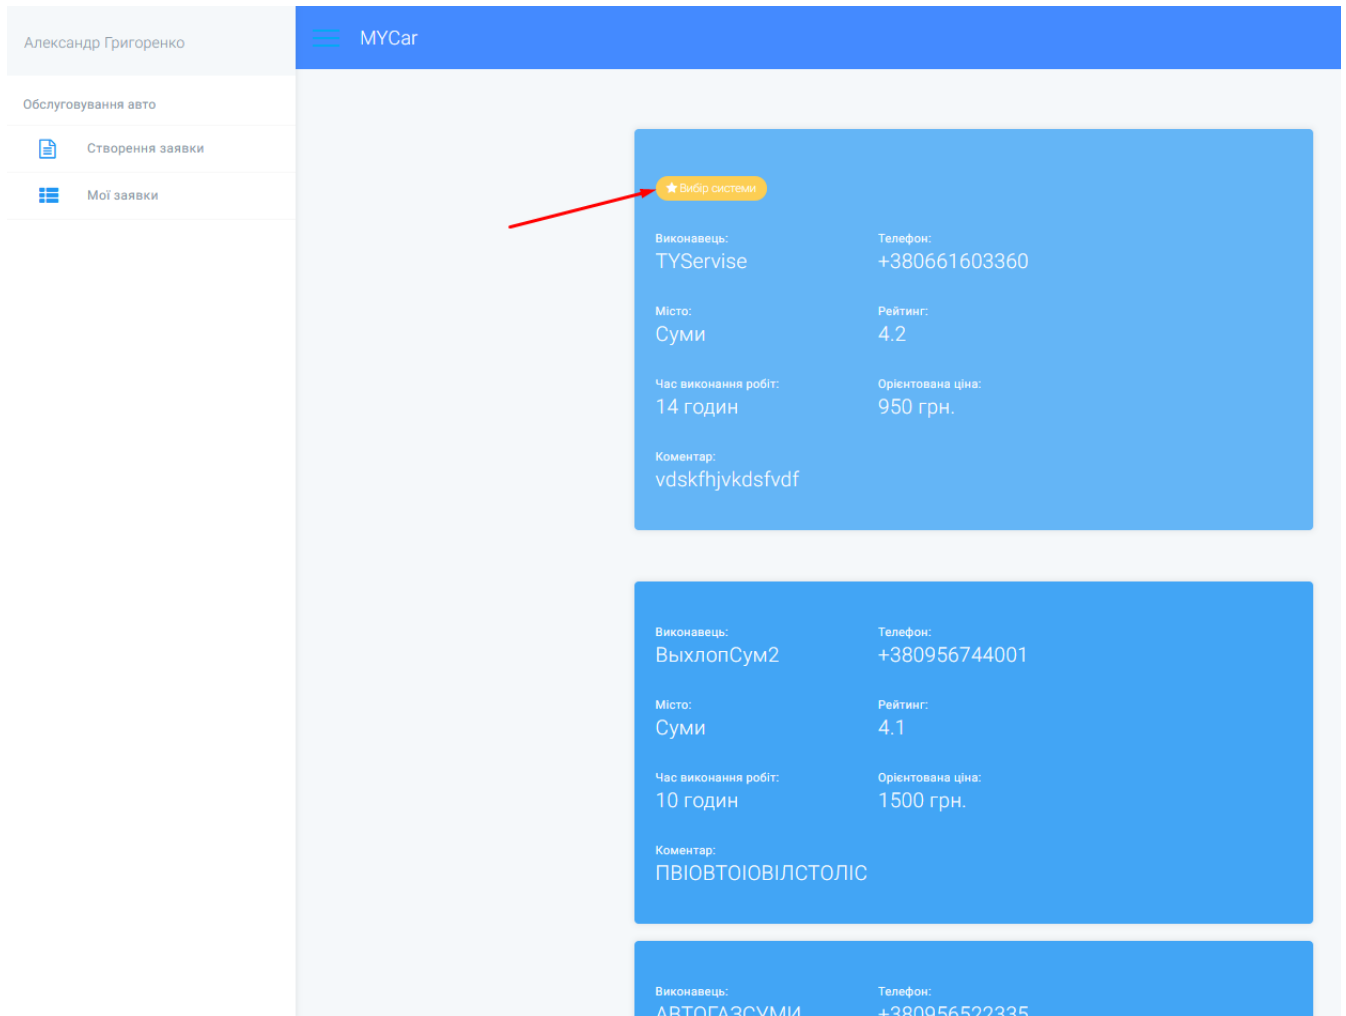 Александр Григоренко
MYCar
Обслуговування авто
Створення заявки
Мої заявки
Вибір системи
Виконавець: Телефон:
TYServise +380661603360
Місто: Рейтинг:
Суми 4.2
Час виконання робіт: Орієнтована ціна:
14 годин 950 грн.
Коментар:
vdskfhjvkdsfvdf
Виконавець: Телефон:
ВыхлопСум2 +380956744001
Місто: Рейтинг:
Суми 4.1
Час виконання робіт: Орієнтована ціна:
10 годин 1500 грн.
Коментар:
ПВІОВТОІОВІЛСТОЛІС
Виконавець: Телефон:
АВТОГАЗСУМИ +380956522335